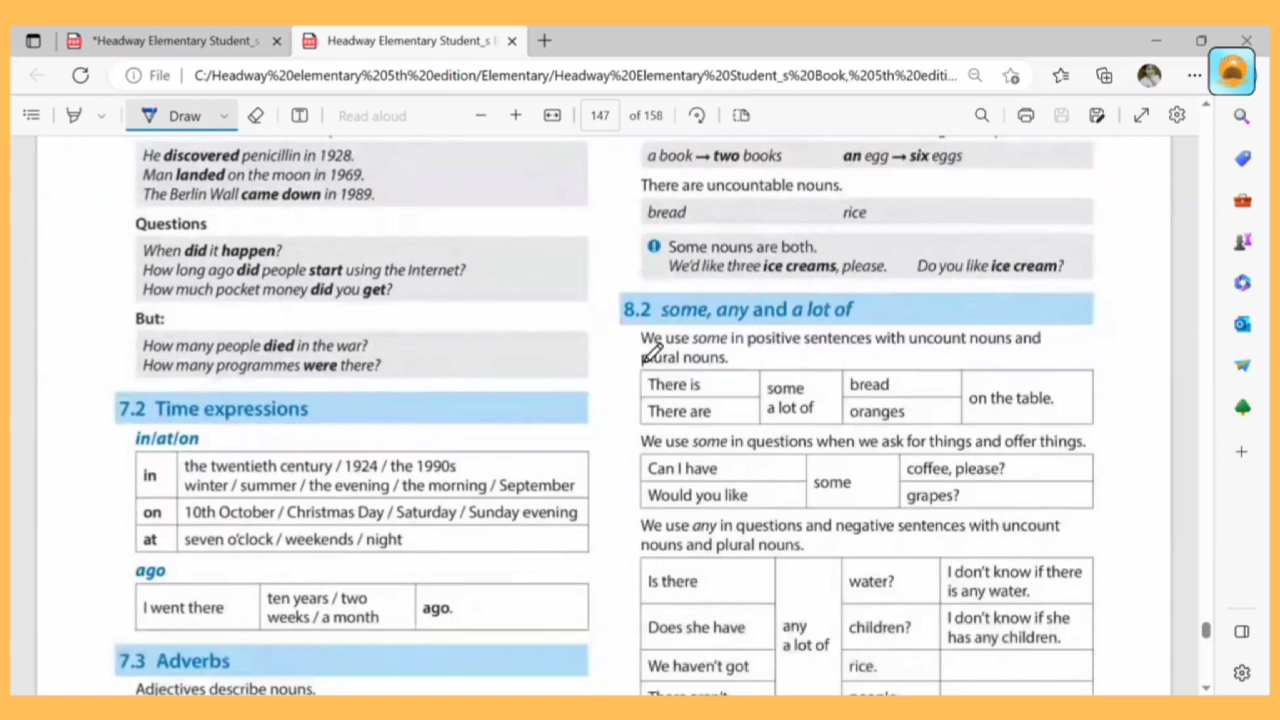 *Headway Elementary Student_s
Headway Elementary Student_s E
File
C:/Headway%20elementary%205th%20edition/Elementary/Headway%20Elementary%20Student_s%20Book,%205th%20editi...
Draw
Read aloud
147
of 158
He discovered penicillin in 1928.
Man landed on the moon in 1969.
The Berlin Wall came down in 1989.
Questions
When did it happen?
How long ago did people start using the Internet?
How much pocket money did you get?
But:
How many people died in the war?
How many programmes were there?
7.2 Time expressions
in/at/on
in
the twentieth century / 1924 / the 1990s
winter / summer / the evening / the morning / September
on
10th October / Christmas Day / Saturday / Sunday evening
at
seven o'clock / weekends / night
ago
I went there
ten years / two
weeks / a month
ago.
7.3 Adverbs
Adjectives describe nouns.
a book → two books
an egg → six eggs
There are uncountable nouns.
bread
rice
! Some nouns are both.
We'd like three ice creams, please.
Do you like ice cream?
8.2 some, any and a lot of
We use some in positive sentences with uncount nouns and
plural nouns.
There is
There are
some
a lot of
bread
oranges
on the table.
We use some in questions when we ask for things and offer things.
Can I have
Would you like
some
coffee, please?
grapes?
We use any in questions and negative sentences with uncount
nouns and plural nouns.
Is there
Does she have
We haven't got
There aren't
any
a lot of
water?
children?
rice.
people
I don't know if there
is any water.
I don't know if she
has any children.